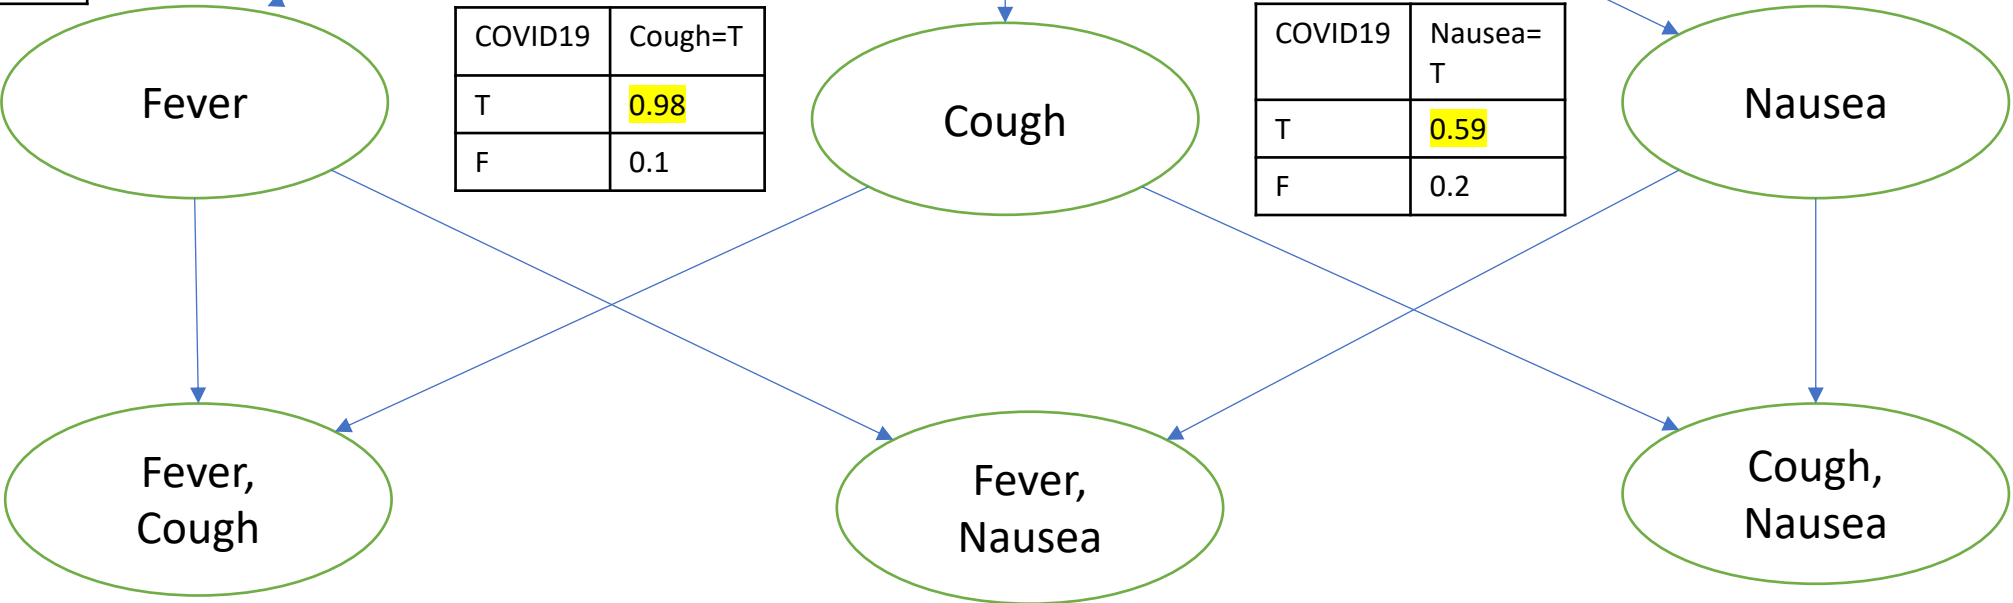 COVID19 Cough=T
T 0.98
F 0.1
COVID19 Nausea=
T
T 0.59
F 0.2
Fever
Cough
Nausea
Fever,
Cough
Fever,
Nausea
Cough,
Nausea